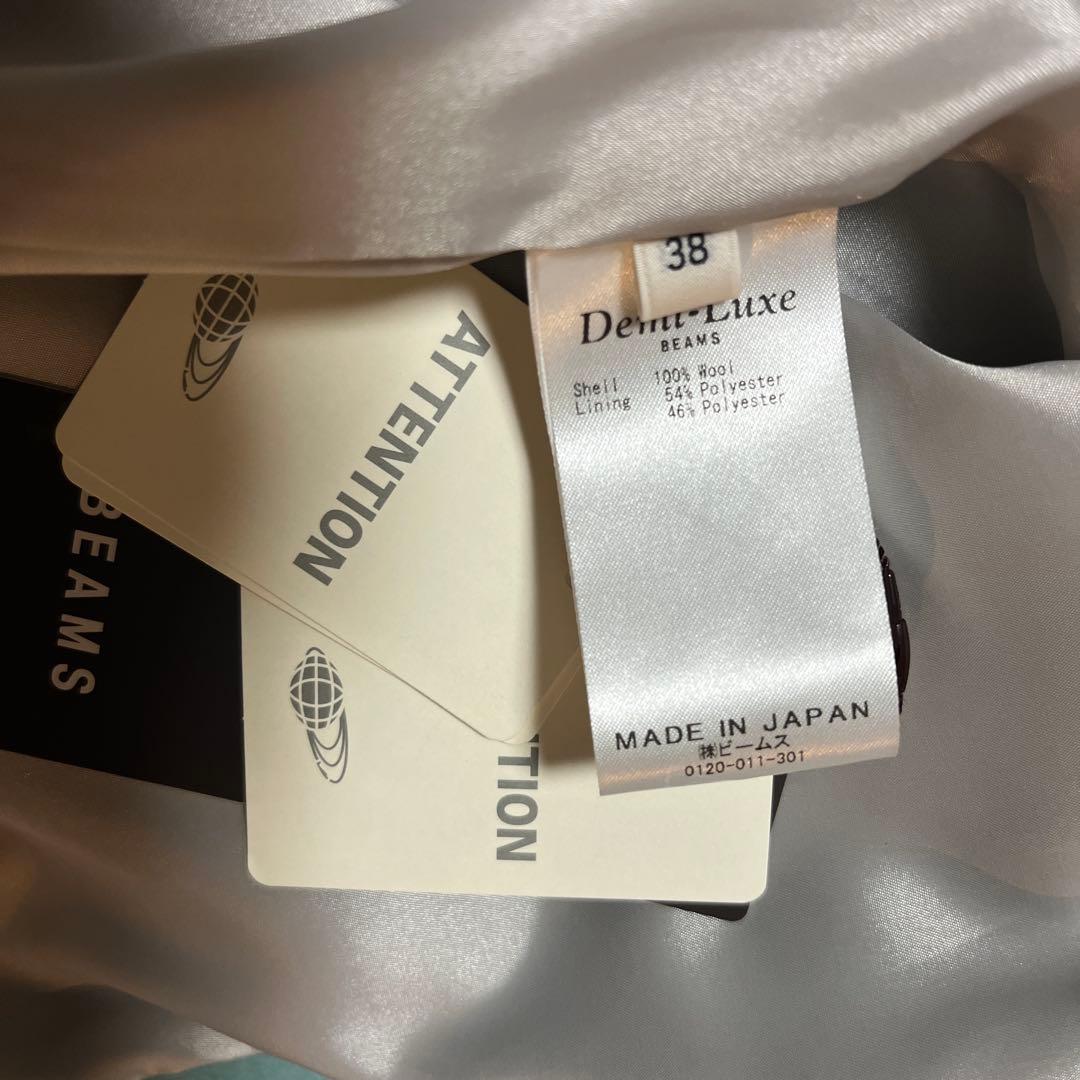 38
Demi-Luxe
BEAMS
Shell 100% Wool
Lining 54% Polyester
46% Polyester
MADE IN JAPAN
㈱ビームス
0120-011-301
ATTENTION
BEAMS
NTION